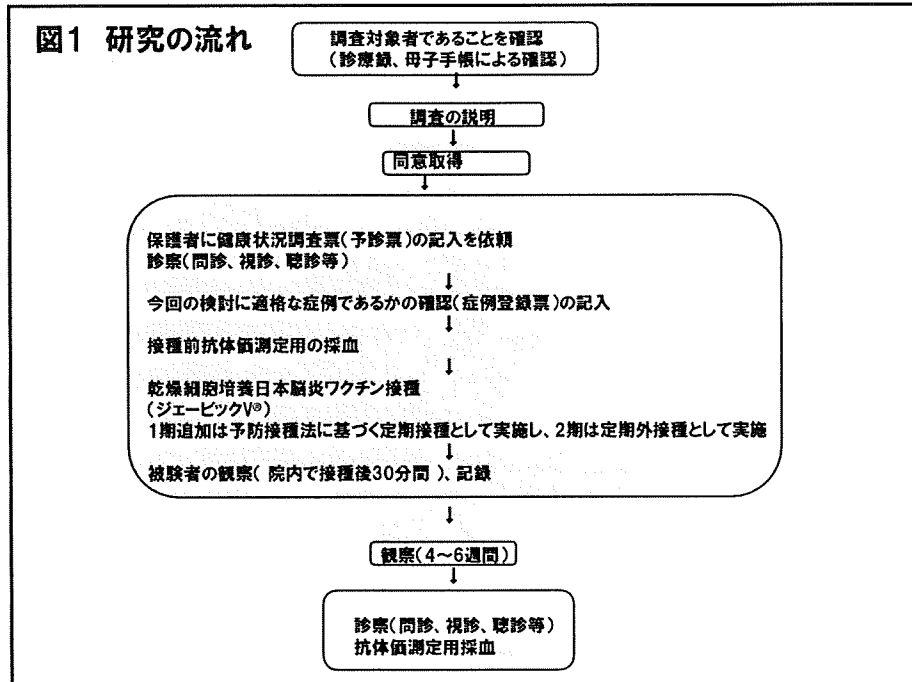 図1 研究の流れ
調査対象者であることを確認
(診療録、母子手帳による確認)
↓
調査の説明
↓
同意取得
↓
保護者に健康状況調査票(予診票)の記入を依頼
診察(問診、視診、聴診等)
↓
今回の検討に適格な症例であるかの確認(症例登録票)の記入
↓
接種前抗体価測定用の採血
↓
乾燥細胞培養日本脳炎ワクチン接種
(ジェービックV®)
1期追加は予防接種法に基づく定期接種として実施し、2期は定期外接種として実施
↓
被験者の観察( 院内で接種後30分間 )、記録
↓
観察(4〜6週間)
↓
診察(問診、視診、聴診等)
抗体価測定用採血